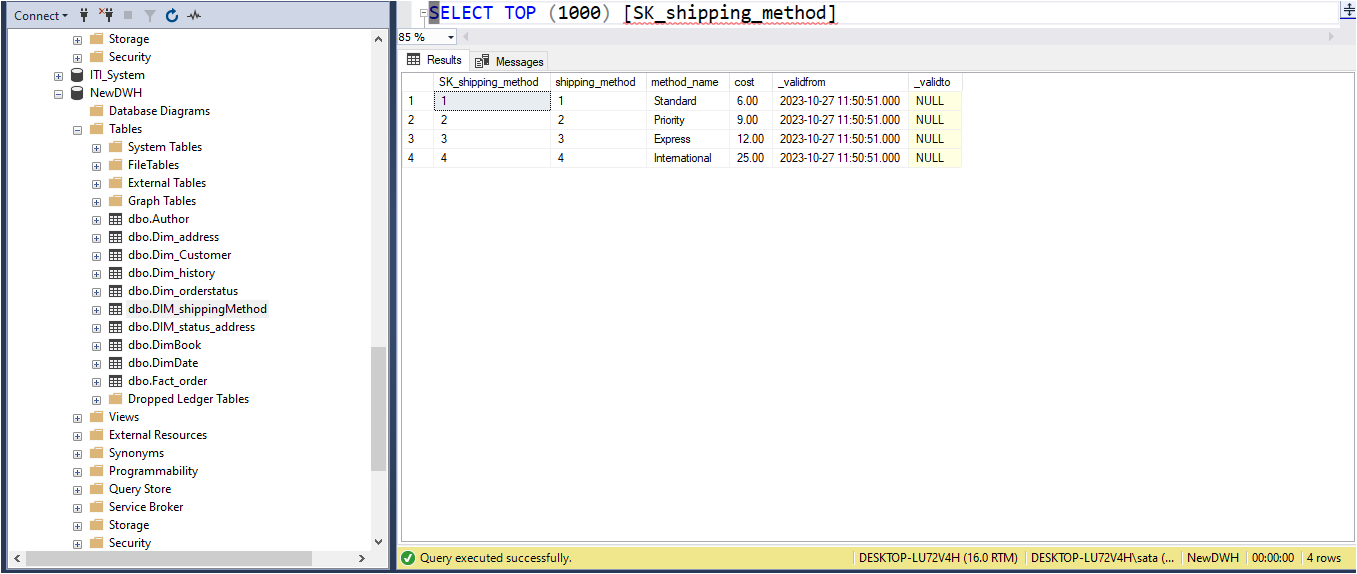 Connect
Storage
Security
ITI_System
NewDWH
Database Diagrams
Tables
System Tables
FileTables
External Tables
Graph Tables
dbo.Author
dbo.Dim_address
dbo.Dim_Customer
dbo.Dim_history
dbo.Dim_orderstatus
dbo.DIM_shippingMethod
dbo.DIM_status_address
dbo.DimBook
dbo.DimDate
dbo.Fact_order
Dropped Ledger Tables
Views
External Resources
Synonyms
Programmability
Query Store
Service Broker
Storage
Security
SELECT TOP (1000) [SK_shipping_method]
85 %
Results Messages
SK_shipping_method shipping_method method_name cost _validfrom _validto
1 1 1 Standard 6.00 2023-10-27 11:50:51.000 NULL
2 2 2 Priority 9.00 2023-10-27 11:50:51.000 NULL
3 3 3 Express 12.00 2023-10-27 11:50:51.000 NULL
4 4 4 International 25.00 2023-10-27 11:50:51.000 NULL
Query executed successfully. DESKTOP-LU72V4H (16.0 RTM) DESKTOP-LU72V4H\sata (... NewDWH 00:00:00 4 rows